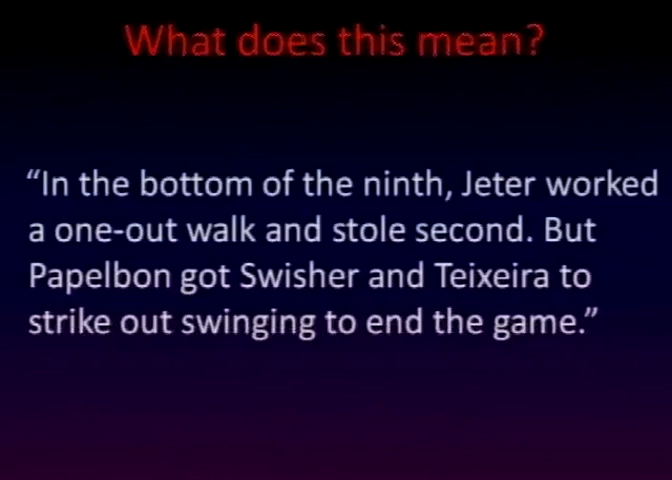 What does this mean?
“In the bottom of the ninth, Jeter worked
a one-out walk and stole second. But
Papelbon got Swisher and Teixeira to
strike out swinging to end the game.”